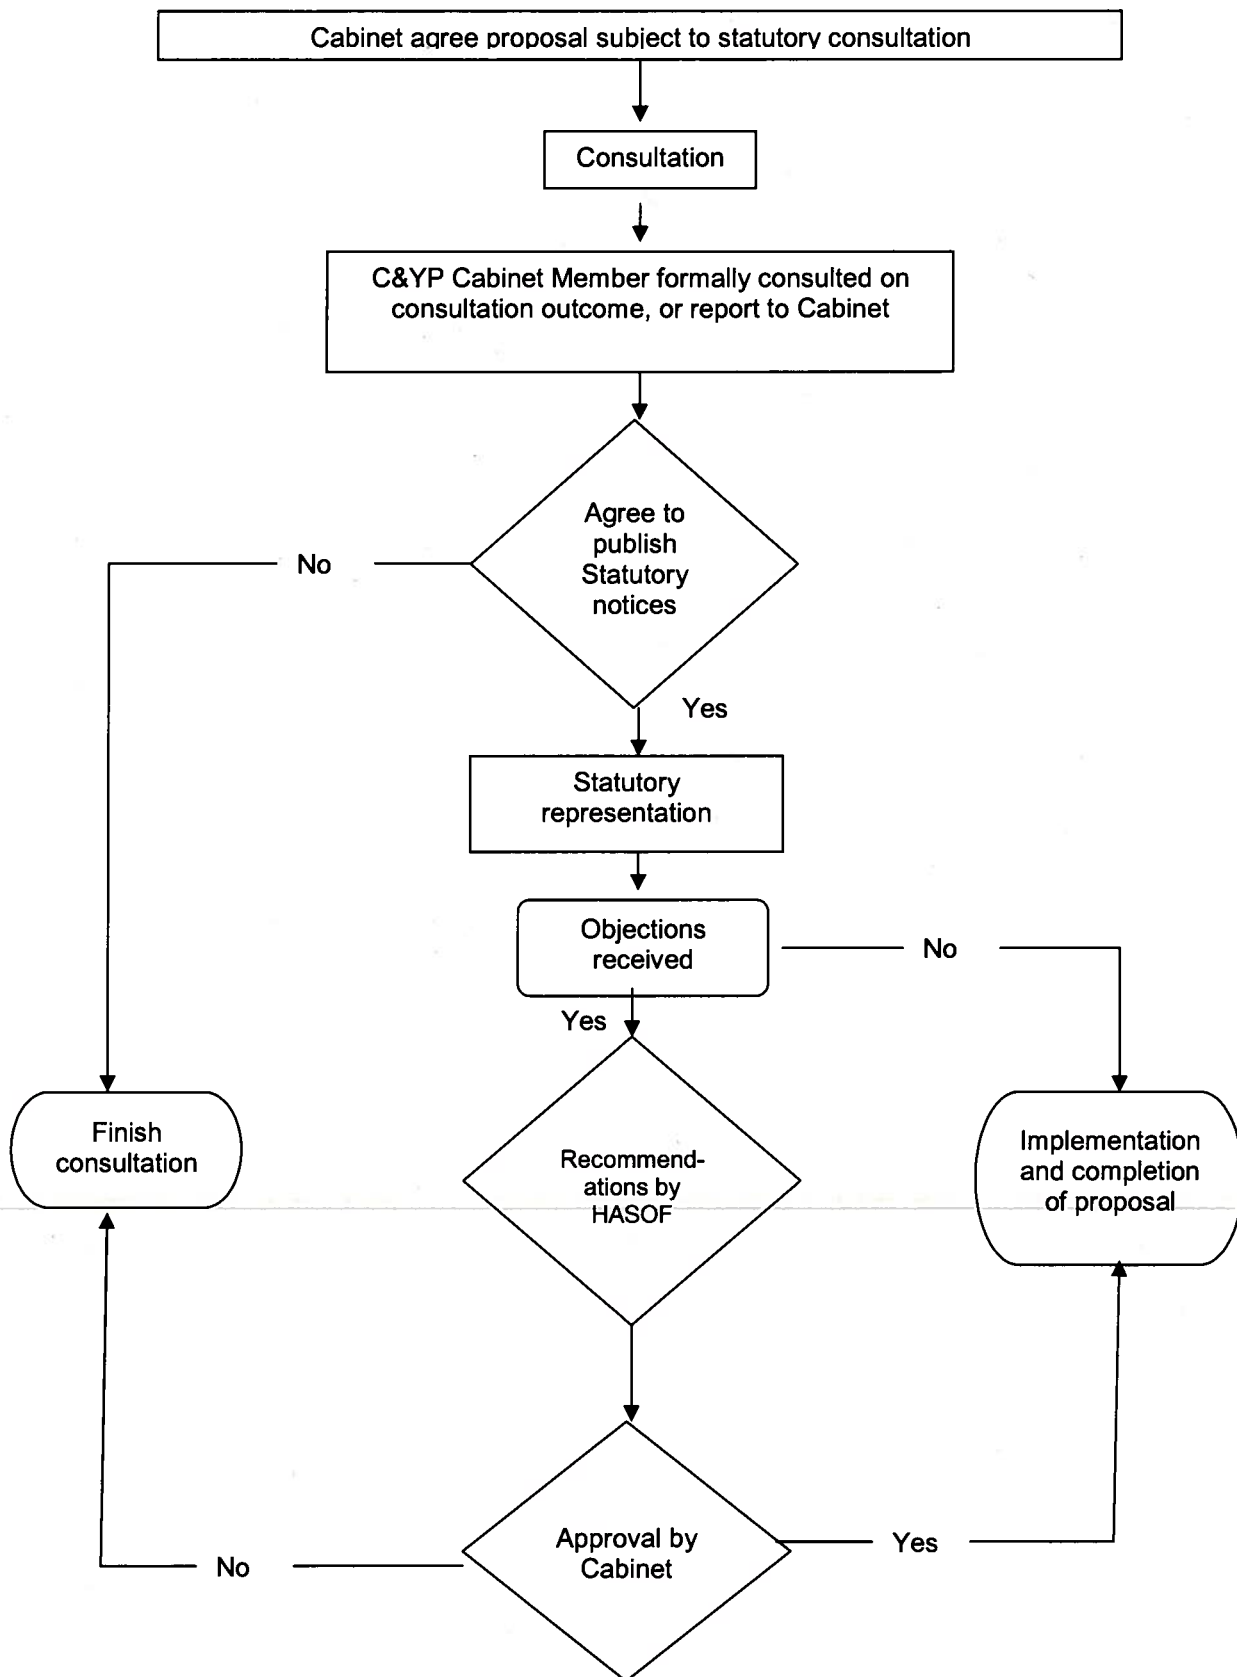 Cabinet agree proposal subject to statutory consultation
Consultation
C&YP Cabinet Member formally consulted on
consultation outcome, or report to Cabinet
Agree to
publish
Statutory
notices
No
Yes
Statutory
representation
Objections
received
No
Yes
Finish
consultation
Recommend-
ations by
HASOF
Implementation
and completion
of proposal
Approval by
Cabinet
Yes
No